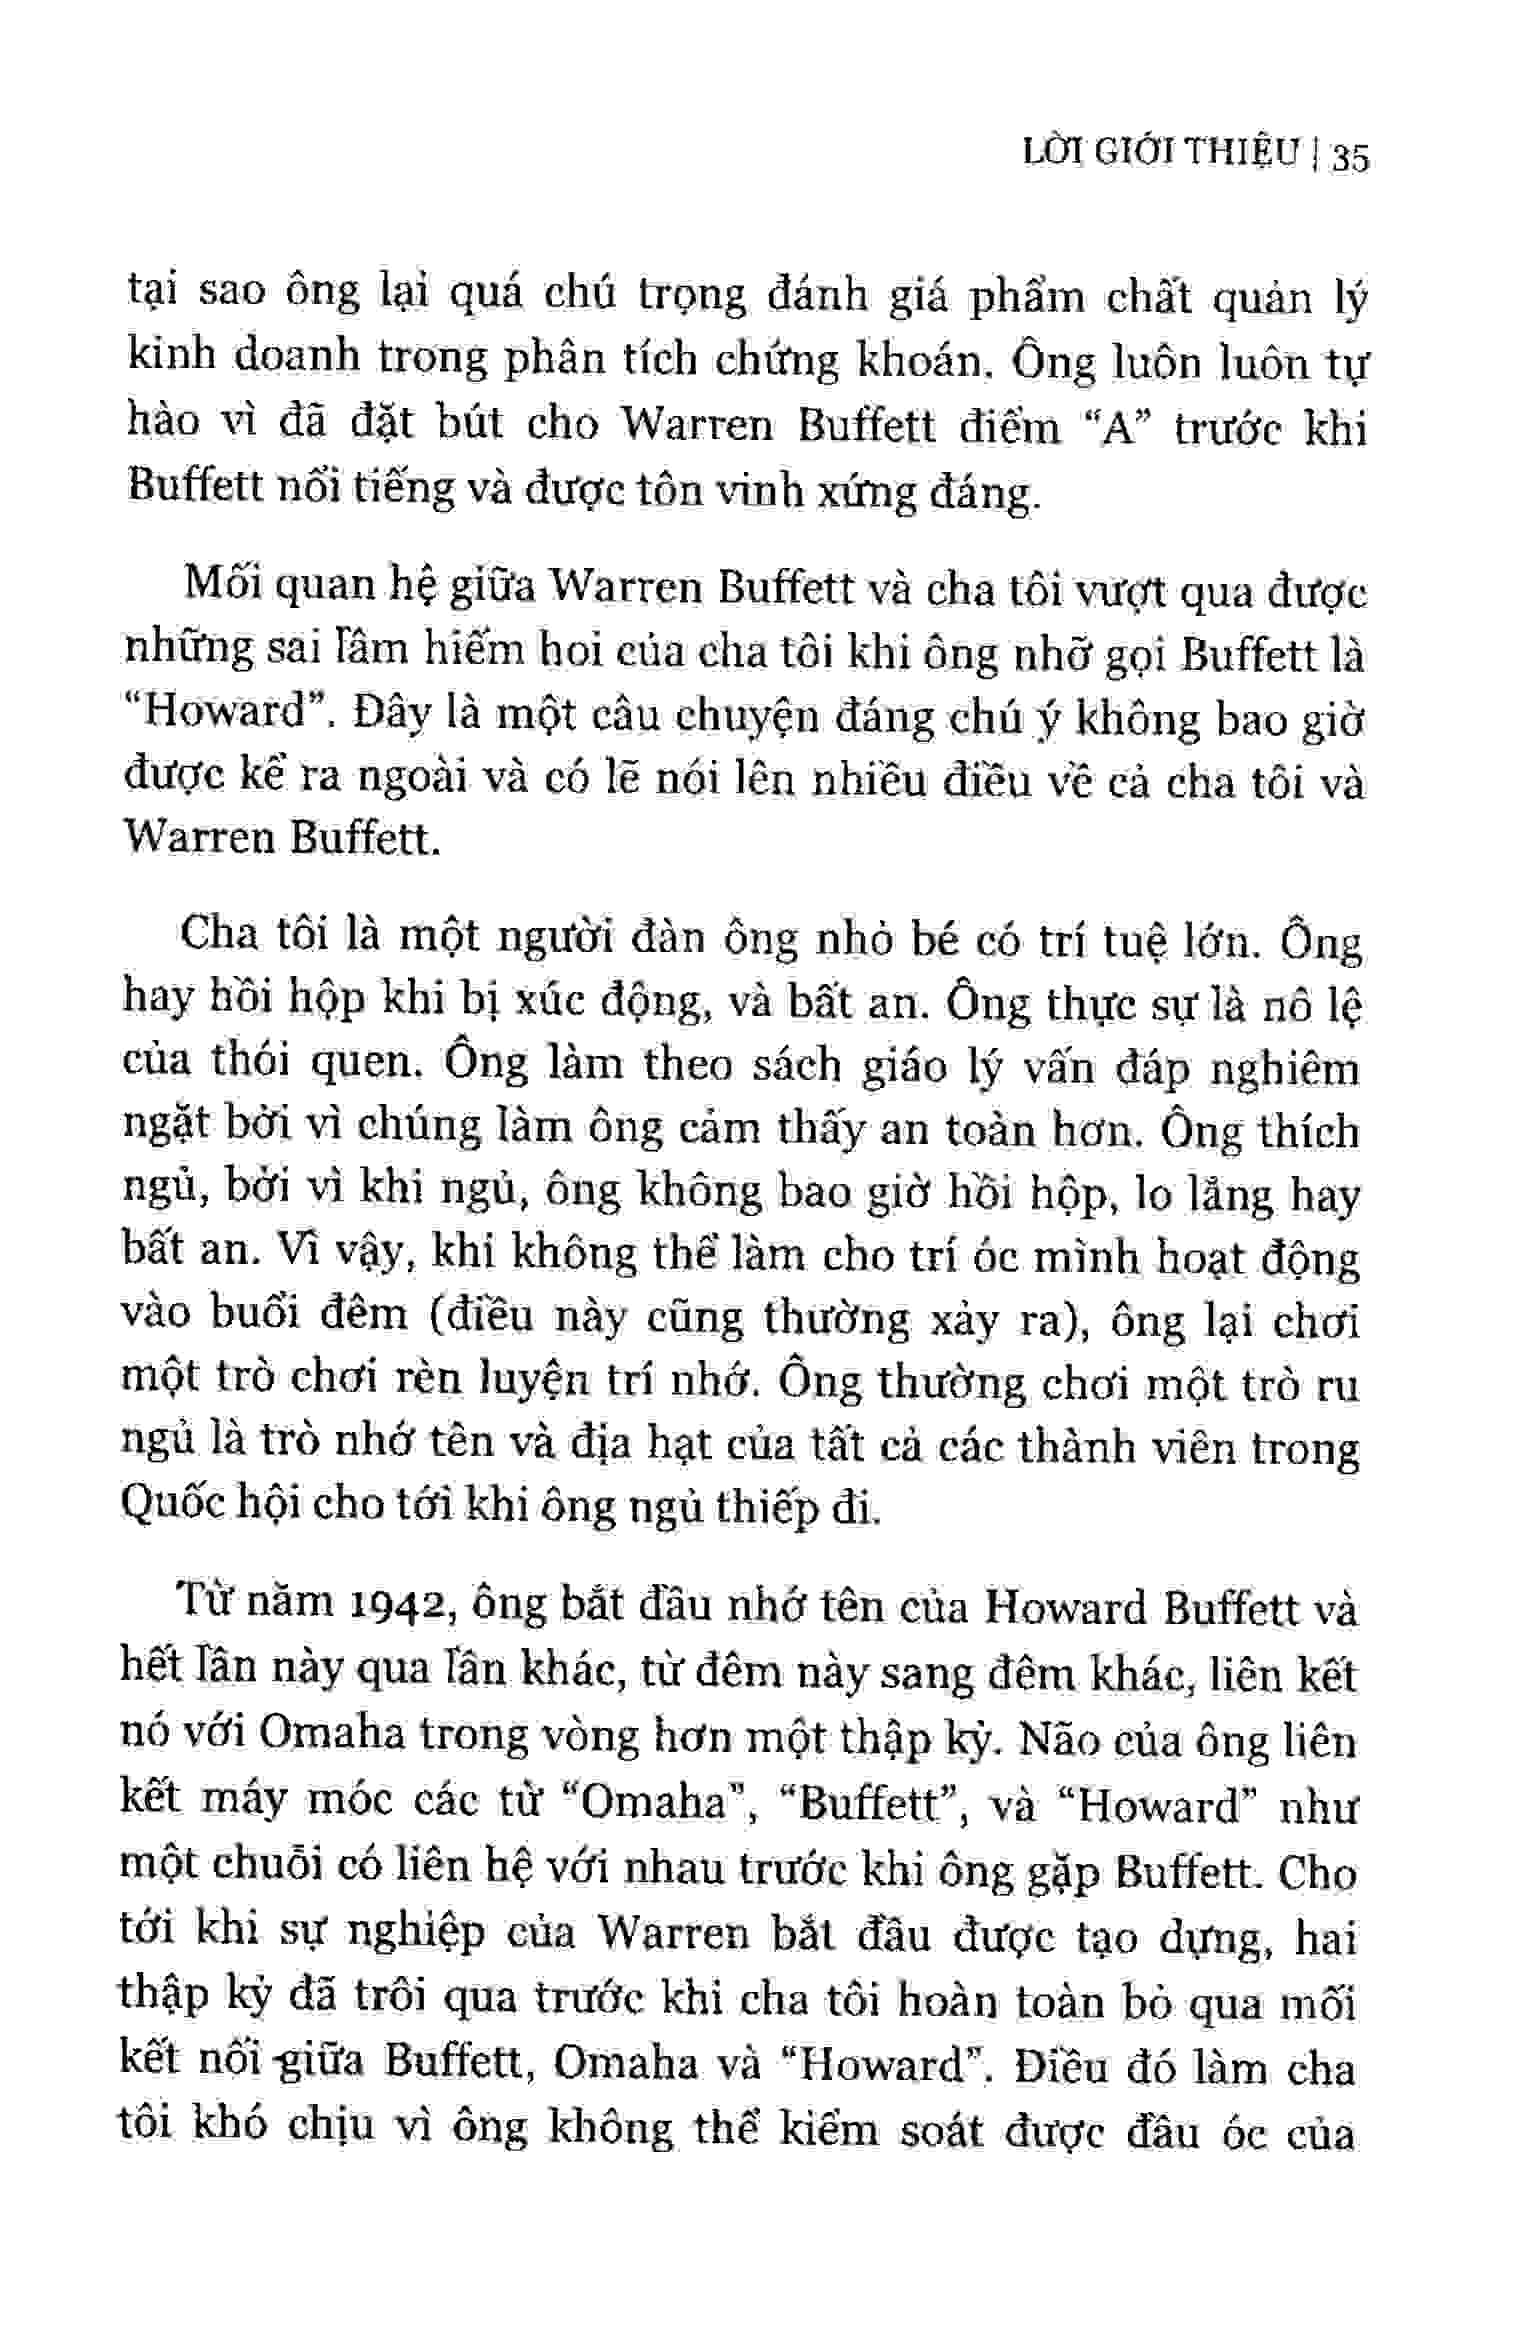 LỜI GIỚI THIỆU | 35
tại sao ông lại quá chú trọng đánh giá phẩm chất quản lý
kinh doanh trong phân tích chứng khoán. Ông luôn luôn tự
hào vì đã đặt bút cho Warren Buffett điểm “A” trước khi
Buffett nổi tiếng và được tôn vinh xứng đáng.
Mối quan hệ giữa Warren Buffett và cha tôi vượt qua được
những sai lầm hiếm hoi của cha tôi khi ông nhỡ gọi Buffett là
“Howard”. Đây là một câu chuyện đáng chú ý không bao giờ
được kể ra ngoài và có lẽ nói lên nhiều điều về cả cha tôi và
Warren Buffett.
Cha tôi là một người đàn ông nhỏ bé có trí tuệ lớn. Ông
hay hồi hộp khi bị xúc động, và bất an. Ông thực sự là nô lệ
của thói quen. Ông làm theo sách giáo lý vấn đáp nghiêm
ngặt bởi vì chúng làm ông cảm thấy an toàn hơn. Ông thích
ngủ, bởi vì khi ngủ, ông không bao giờ hồi hộp, lo lắng hay
bất an. Vì vậy, khi không thể làm cho trí óc mình hoạt động
vào buổi đêm (điều này cũng thường xảy ra), ông lại chơi
một trò chơi rèn luyện trí nhớ. Ông thường chơi một trò ru
ngủ là trò nhớ tên và địa hạt của tất cả các thành viên trong
Quốc hội cho tới khi ông ngủ thiếp đi.
Từ năm 1942, ông bắt đầu nhớ tên của Howard Buffett và
hết lần này qua lần khác, từ đêm này sang đêm khác, liên kết
nó với Omaha trong vòng hơn một thập kỷ. Não của ông liên
kết máy móc các từ “Omaha”, “Buffett”, và “Howard” như
một chuỗi có liên hệ với nhau trước khi ông gặp Buffett. Cho
tới khi sự nghiệp của Warren bắt đầu được tạo dựng, hai
thập kỷ đã trôi qua trước khi cha tôi hoàn toàn bỏ qua mối
kết nối giữa Buffett, Omaha và “Howard”. Điều đó làm cha
tôi khó chịu vì ông không thể kiểm soát được đầu óc của